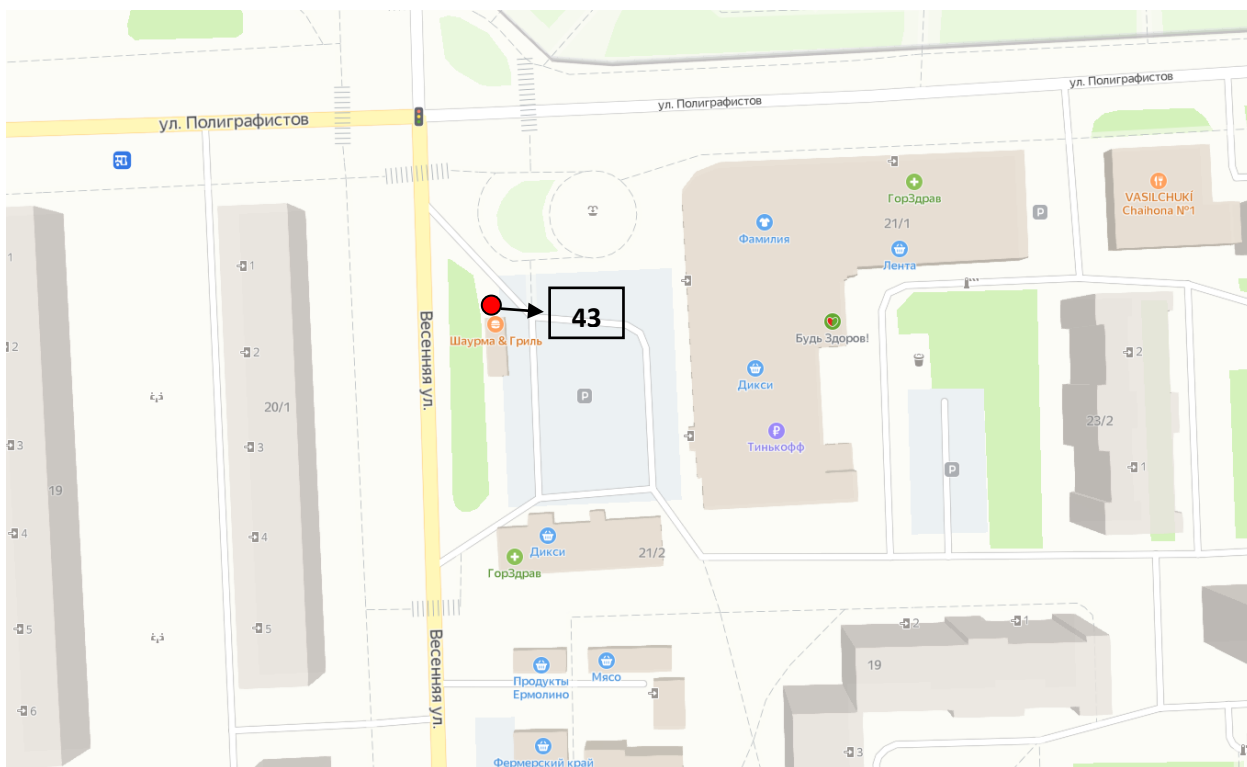 ул. Полиграфистов
ул. Полиграфистов
ул. Полиграфистов
ГорЗдрав
21/1
VASILCHUKÍ
Chaihona №1
P
Фамилия
Лента
1
1
43
Весенняя ул.
Шаурма & Гриль
Будь Здоров!
2
2
2
Дикси
P
20/1
23/2
3
3
Тинькофф
1
P
19
4
4
Дикси
21/2
ГорЗдрав
5
5
2
1
Весенняя ул.
19
Продукты
Ермолино
Мясо
6
3
Фермерский край